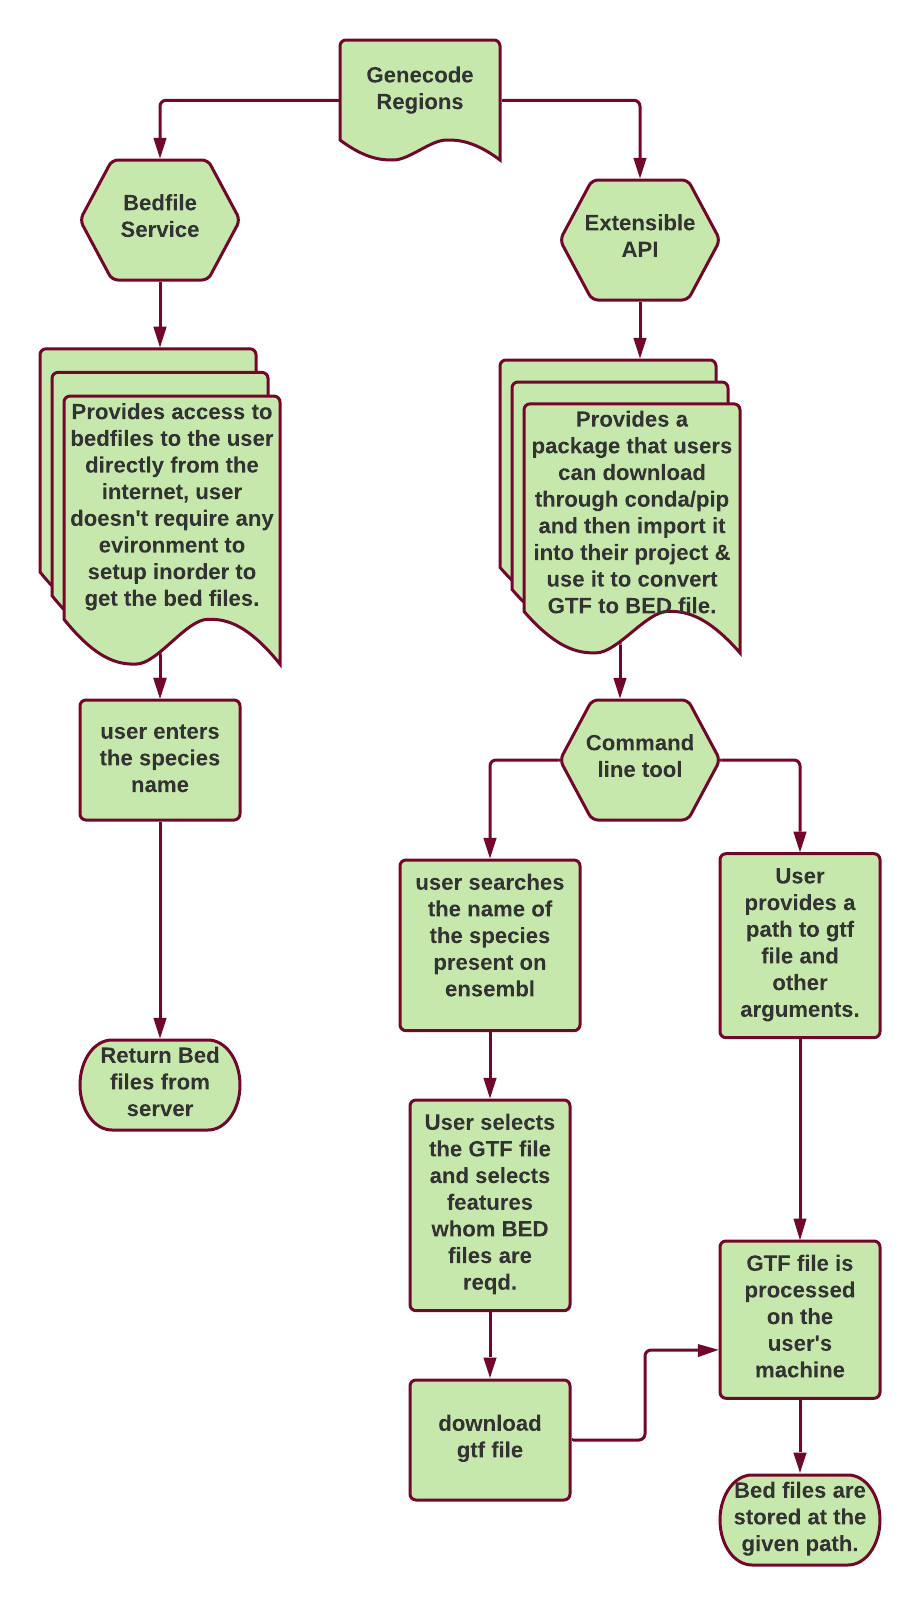 Genecode
Regions
Bedfile
Service
Extensible
API
Provides access to
bedfiles to the user
directly from the
internet, user
doesn't require any
evironment to
setup inorder to
get the bed files.
Provides a
package that users
can download
through conda/pip
and then import it
into their project &
use it to convert
GTF to BED file.
user enters
the species
name
Command
line tool
user searches
the name of
the species
present on
ensembl
User
provides a
path to gtf
file and
other
arguments.
Return Bed
files from
server
User selects
the GTF file
and selects
features
whom BED
files are
reqd.
GTF file is
processed
on the
user's
machine
download
gtf file
Bed files are
stored at the
given path.